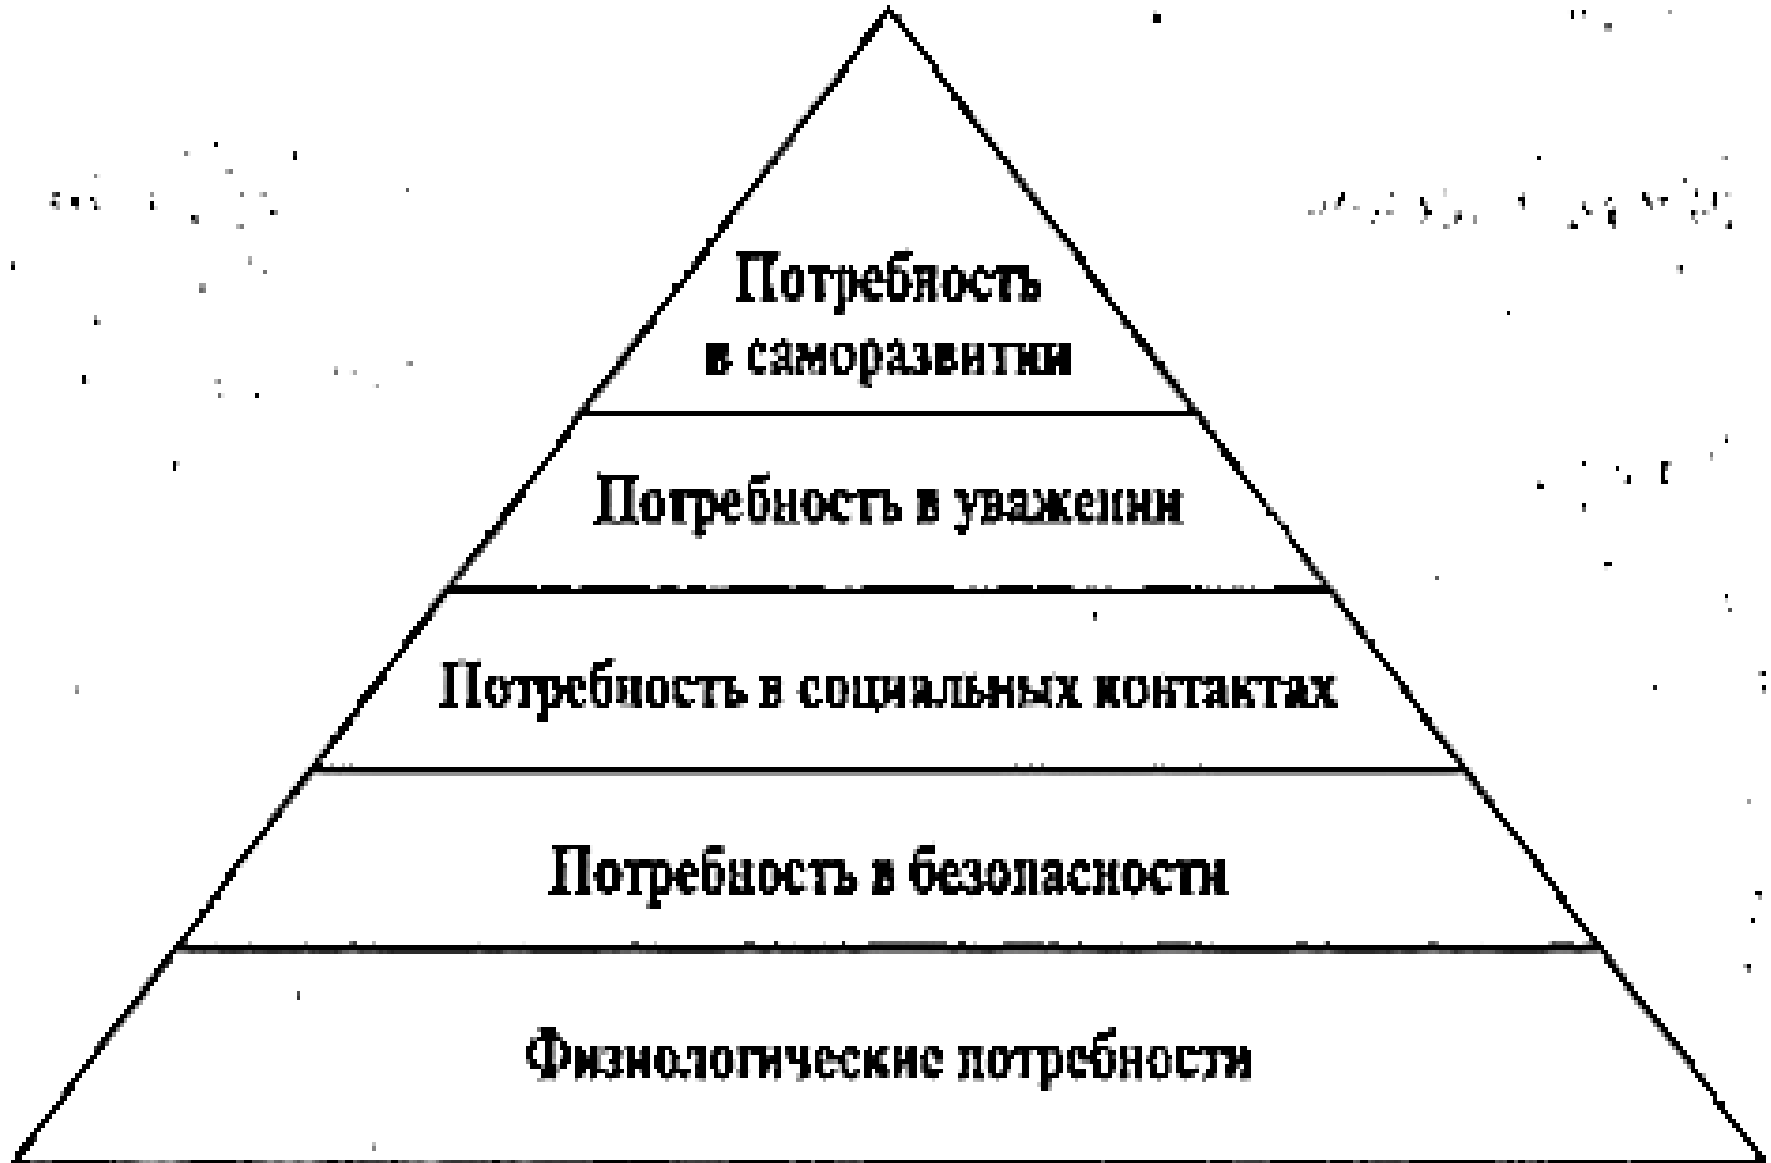 Потребность
в саморазвитии
Потребность в уважении
Потребность в социальных контактах
Потребность в безопасности
Физиологические потребности